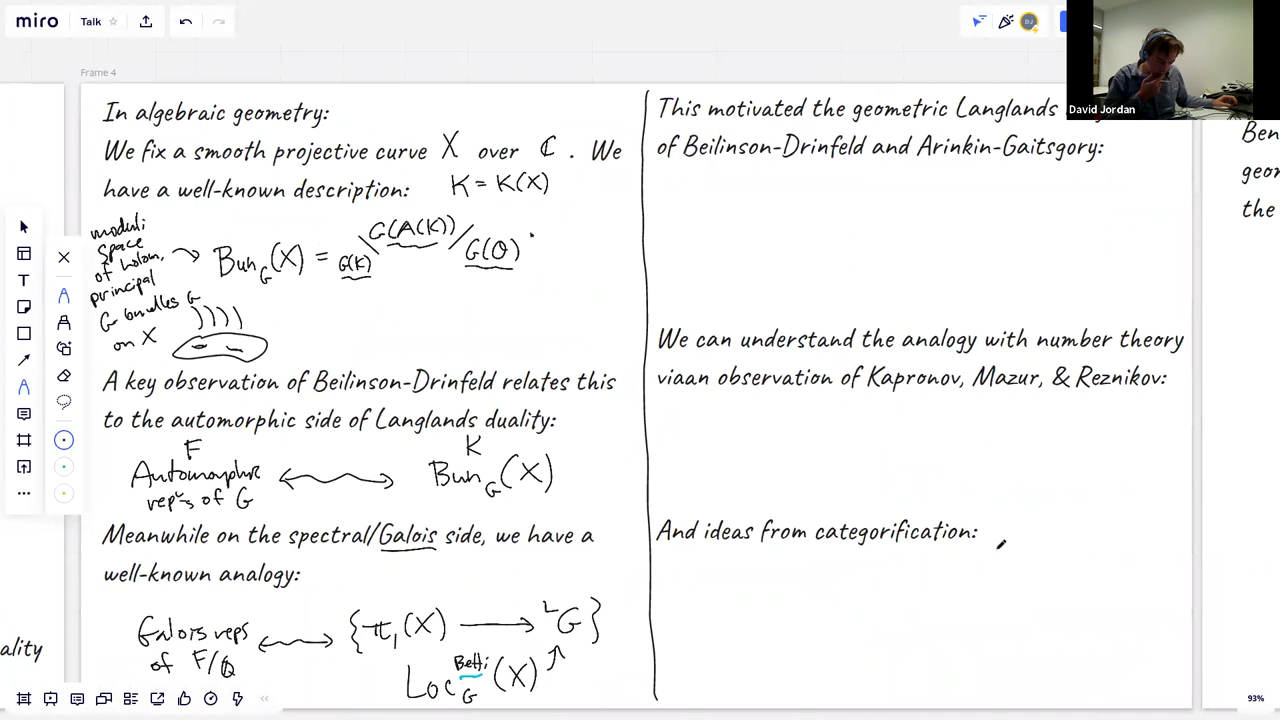 miro
Talk
Frame 4
David Jordan
DJ
In algebraic geometry:
We fix a smooth projective curve X over ℂ. We
have a well-known description: K = K(X)
moduli
space
of holom.
principal
G bundles
on X
Bun_G(X) = G(K)\G(A(K))/G(O)
G
A key observation of Beilinson-Drinfeld relates this
to the automorphic side of Langlands duality:
F K
Automorphic ⟷ Bun_G(X)
rep's of G
Meanwhile on the spectral/Galois side, we have a
well-known analogy:
Galois reps ⟷ {π₁(X) ⟶ ᴸG}
of F/Q
Loc_G^Betti(X)
This motivated the geometric Langlands
of Beilinson-Drinfeld and Arinkin-Gaitsgory:
We can understand the analogy with number theory
viaan observation of Kapronov, Mazur, & Reznikov:
And ideas from categorification:
ality
Ben
geor
the
93%